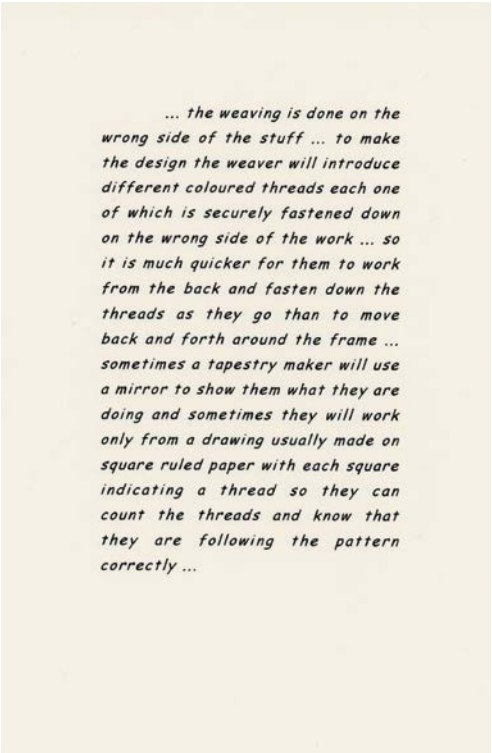 ... the weaving is done on the
wrong side of the stuff ... to make
the design the weaver will introduce
different coloured threads each one
of which is securely fastened down
on the wrong side of the work ... so
it is much quicker for them to work
from the back and fasten down the
threads as they go than to move
back and forth around the frame ...
sometimes a tapestry maker will use
a mirror to show them what they are
doing and sometimes they will work
only from a drawing usually made on
square ruled paper with each square
indicating a thread so they can
count the threads and know that
they are following the pattern
correctly ...